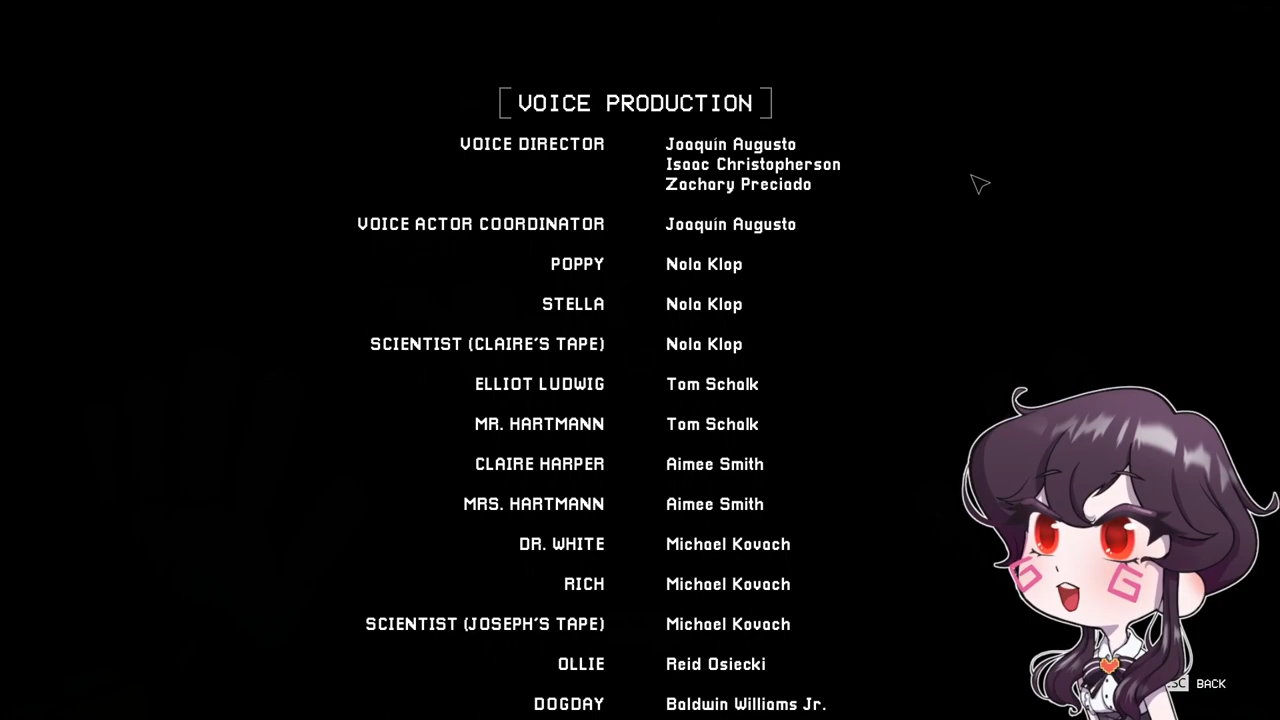 VOICE PRODUCTION
VOICE DIRECTOR Joaquín Augusto
Isaac Christopherson
Zachary Preciado
VOICE ACTOR COORDINATOR Joaquín Augusto
POPPY Nola Klop
STELLA Nola Klop
SCIENTIST (CLAIRE'S TAPE) Nola Klop
ELLIOT LUDWIG Tom Schalk
MR. HARTMANN Tom Schalk
CLAIRE HARPER Aimee Smith
MRS. HARTMANN Aimee Smith
DR. WHITE Michael Kovach
RICH Michael Kovach
SCIENTIST (JOSEPH'S TAPE) Michael Kovach
OLLIE Reid Osiecki
DOGDAY Baldwin Williams Jr.
G G
BACK